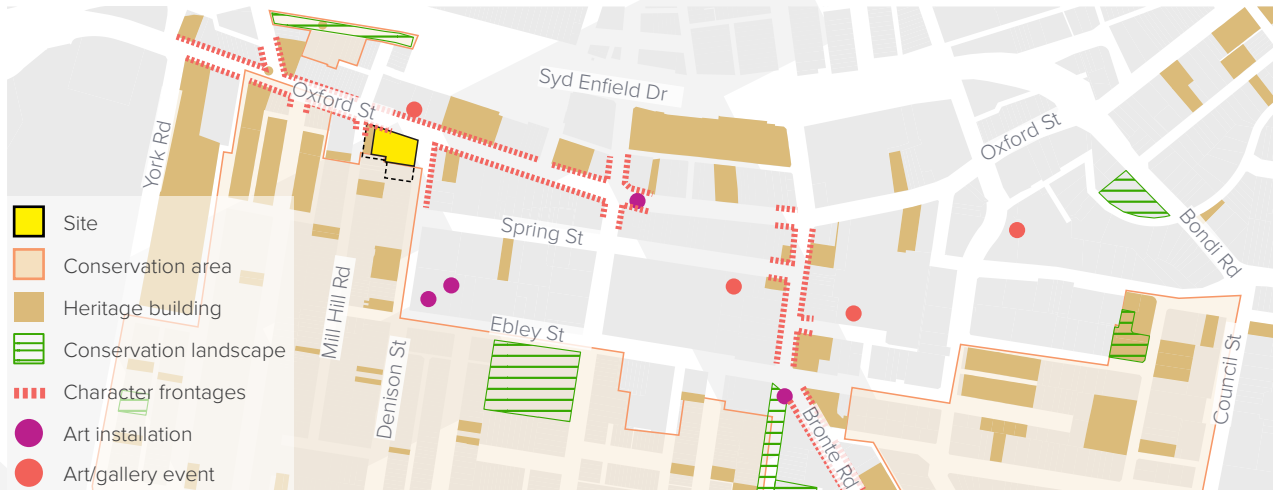 Syd Enfield Dr
Oxford St
Oxford St
York Rd
Spring St
Bondi Rd
Mill Hill Rd
Ebley St
Denison St
Council St
Bronte Rd
Site
Conservation area
Heritage building
Conservation landscape
Character frontages
Art installation
Art/gallery event